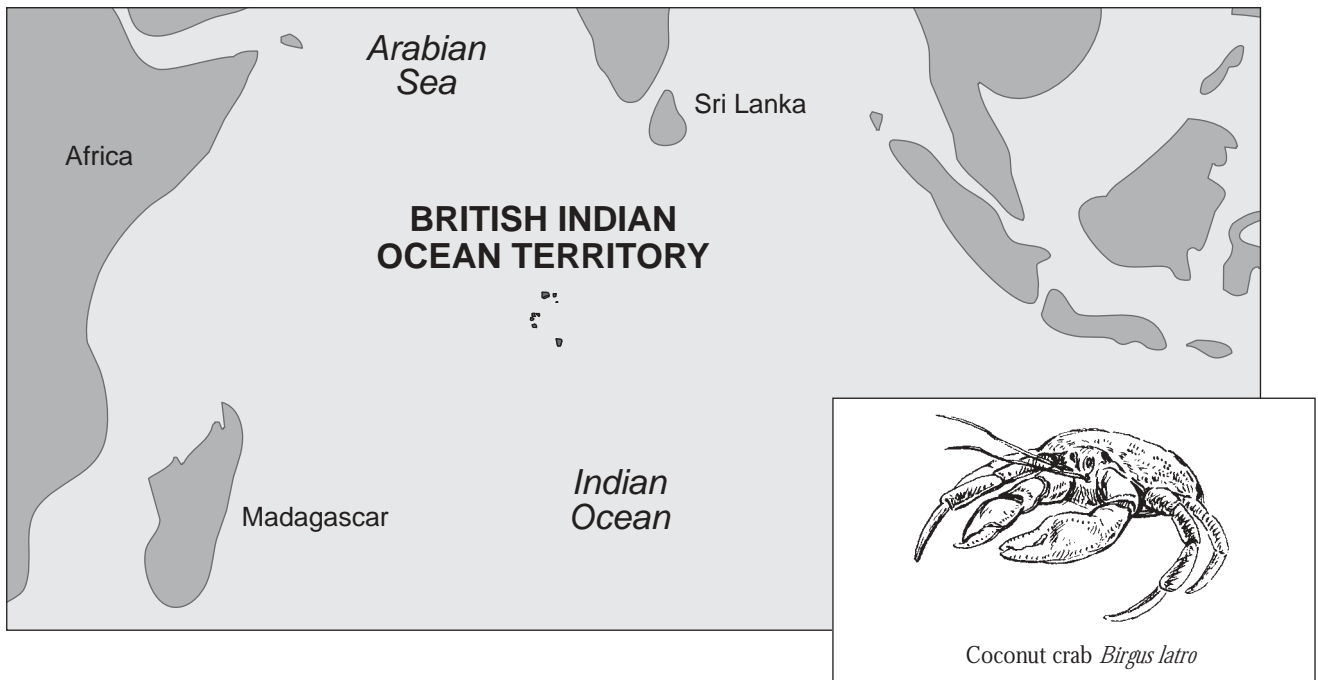 Arabian
Sea
Sri Lanka
Africa
BRITISH INDIAN
OCEAN TERRITORY
Indian
Ocean
Madagascar
Coconut crab Birgus latro